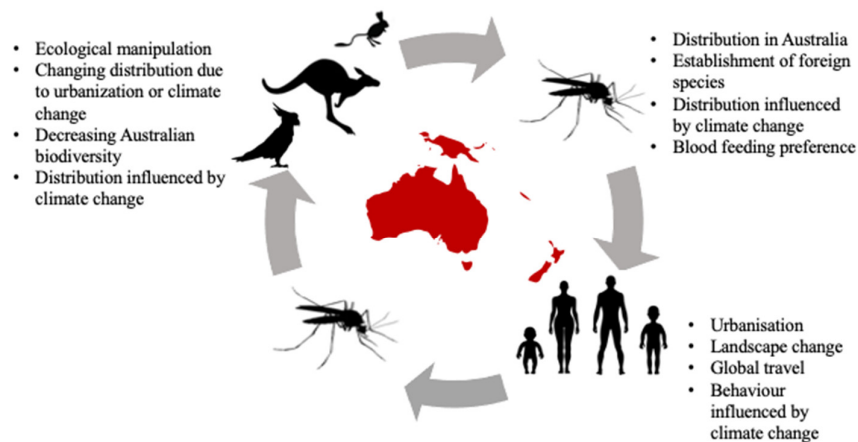 • Ecological manipulation
• Changing distribution due
to urbanization or climate
change
• Decreasing Australian
biodiversity
• Distribution influenced by
climate change
• Distribution in Australia
• Establishment of foreign
species
• Distribution influenced
by climate change
• Blood feeding preference
• Urbanisation
• Landscape change
• Global travel
• Behaviour
influenced by
climate change